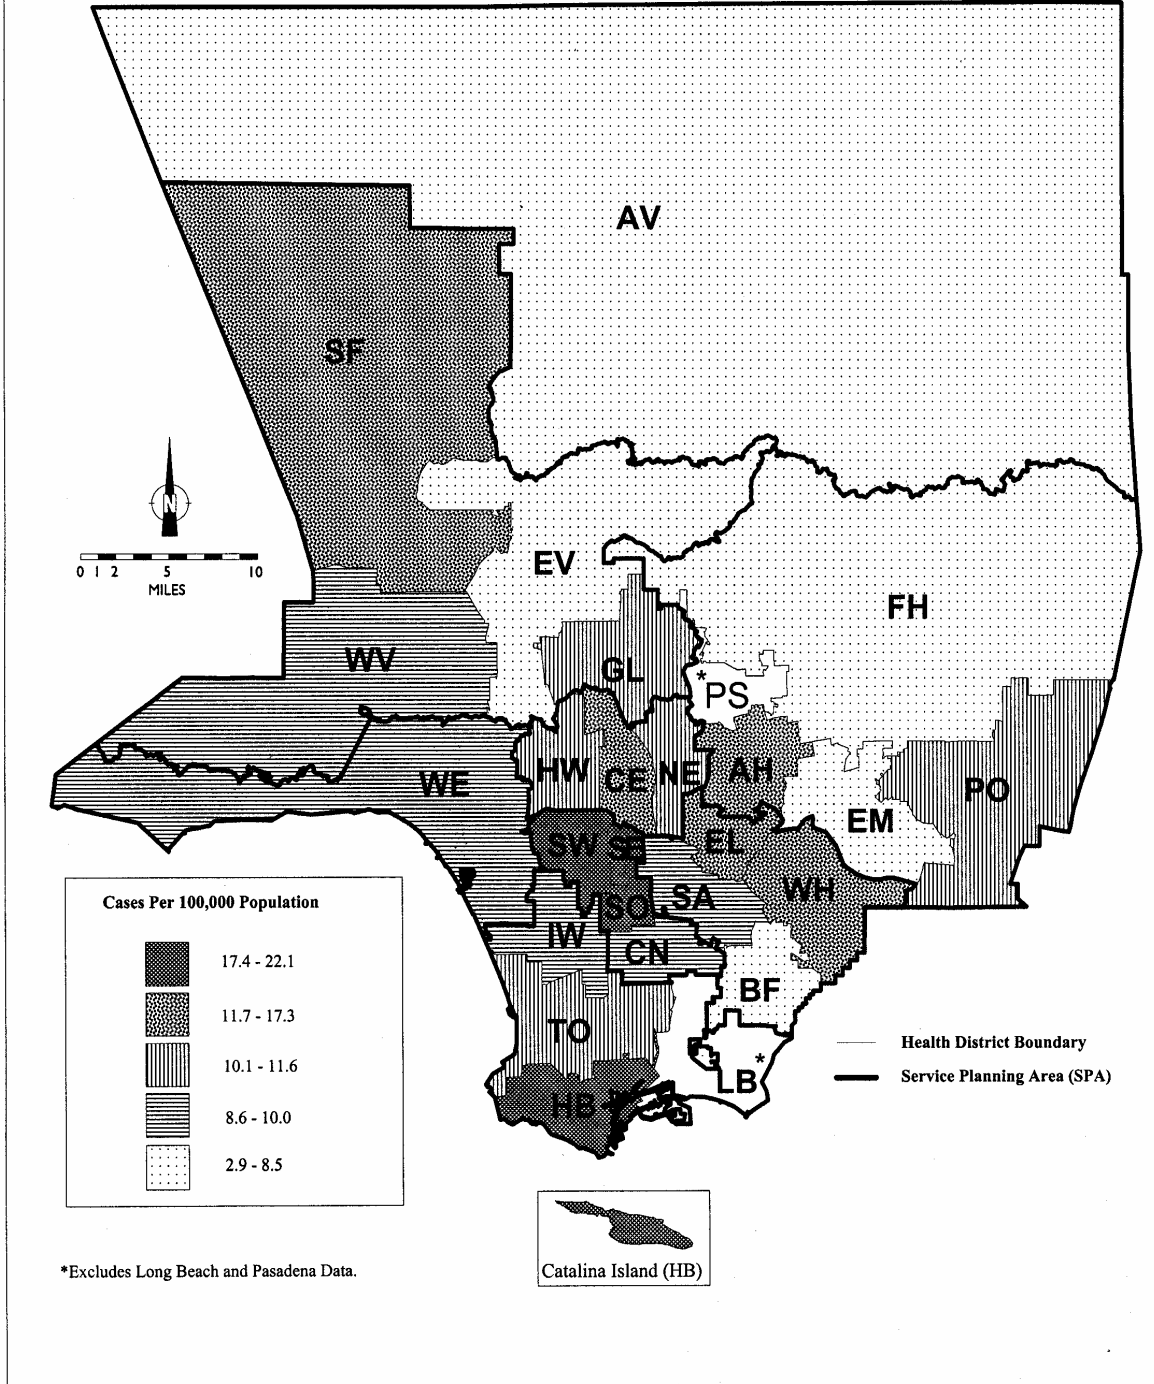 AV
SF
N
0 1 2 5 10
MILES
EV
FH
WV
GL
*PS
HW
CE
NE
AH
WE
PO
EM
SW
SE
EL
WH
SA
SO
IW
CN
BF
TO
*
LB
HB
Cases Per 100,000 Population
17.4 - 22.1
11.7 - 17.3
10.1 - 11.6
8.6 - 10.0
2.9 - 8.5
Health District Boundary
Service Planning Area (SPA)
Catalina Island (HB)
*Excludes Long Beach and Pasadena Data.